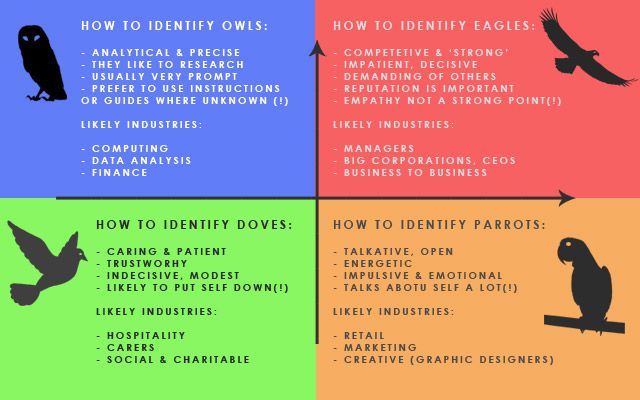 HOW TO IDENTIFY OWLS:
- ANALYTICAL & PRECISE
- THEY LIKE TO RESEARCH
- USUALLY VERY PROMPT
- PREFER TO USE INSTRUCTIONS
OR GUIDES WHERE UNKNOWN (!)
LIKELY INDUSTRIES:
- COMPUTING
- DATA ANALYSIS
- FINANCE
HOW TO IDENTIFY EAGLES:
- COMPETETIVE & 'STRONG'
- IMPATIENT, DECISIVE
- DEMANDING OF OTHERS
- REPUTATION IS IMPORTANT
- EMPATHY NOT A STRONG POINT(!)
LIKELY INDUSTRIES:
- MANAGERS
- BIG CORPORATIONS, CEOS
- BUSINESS TO BUSINESS
HOW TO IDENTIFY DOVES:
- CARING & PATIENT
- TRUSTWORHY
- INDECISIVE, MODEST
- LIKELY TO PUT SELF DOWN(!)
LIKELY INDUSTRIES:
- HOSPITALITY
- CARERS
- SOCIAL & CHARITABLE
HOW TO IDENTIFY PARROTS:
- TALKATIVE, OPEN
- ENERGETIC
- IMPULSIVE & EMOTIONAL
- TALKS ABOTU SELF A LOT(!)
LIKELY INDUSTRIES:
- RETAIL
- MARKETING
- CREATIVE (GRAPHIC DESIGNERS)